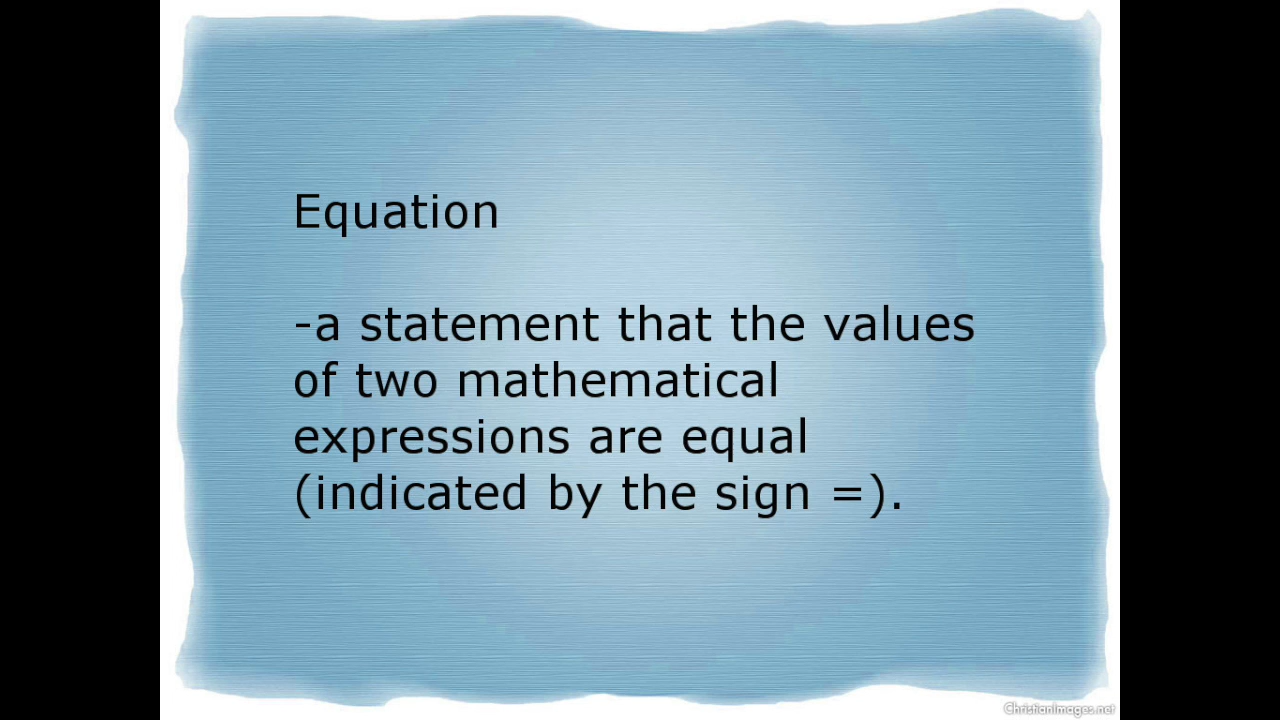 Equation
-a statement that the values
of two mathematical
expressions are equal
(indicated by the sign =).
ChristianImages.net